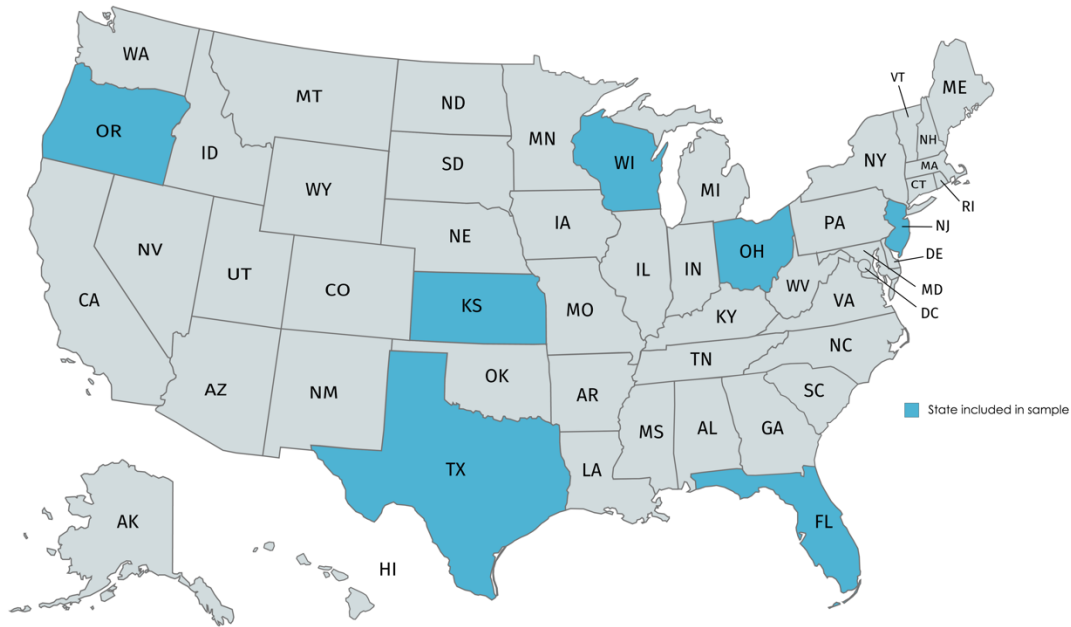 WA
OR
CA
NV
ID
MT
WY
UT
CO
AZ
NM
ND
SD
NE
KS
OK
TX
MN
IA
MO
AR
LA
WI
IL
MI
IN
OH
KY
TN
MS
AL
GA
FL
SC
NC
VA
WV
PA
NY
VT
NH
ME
MA
CT
RI
NJ
DE
MD
DC
AK
HI
State included in sample